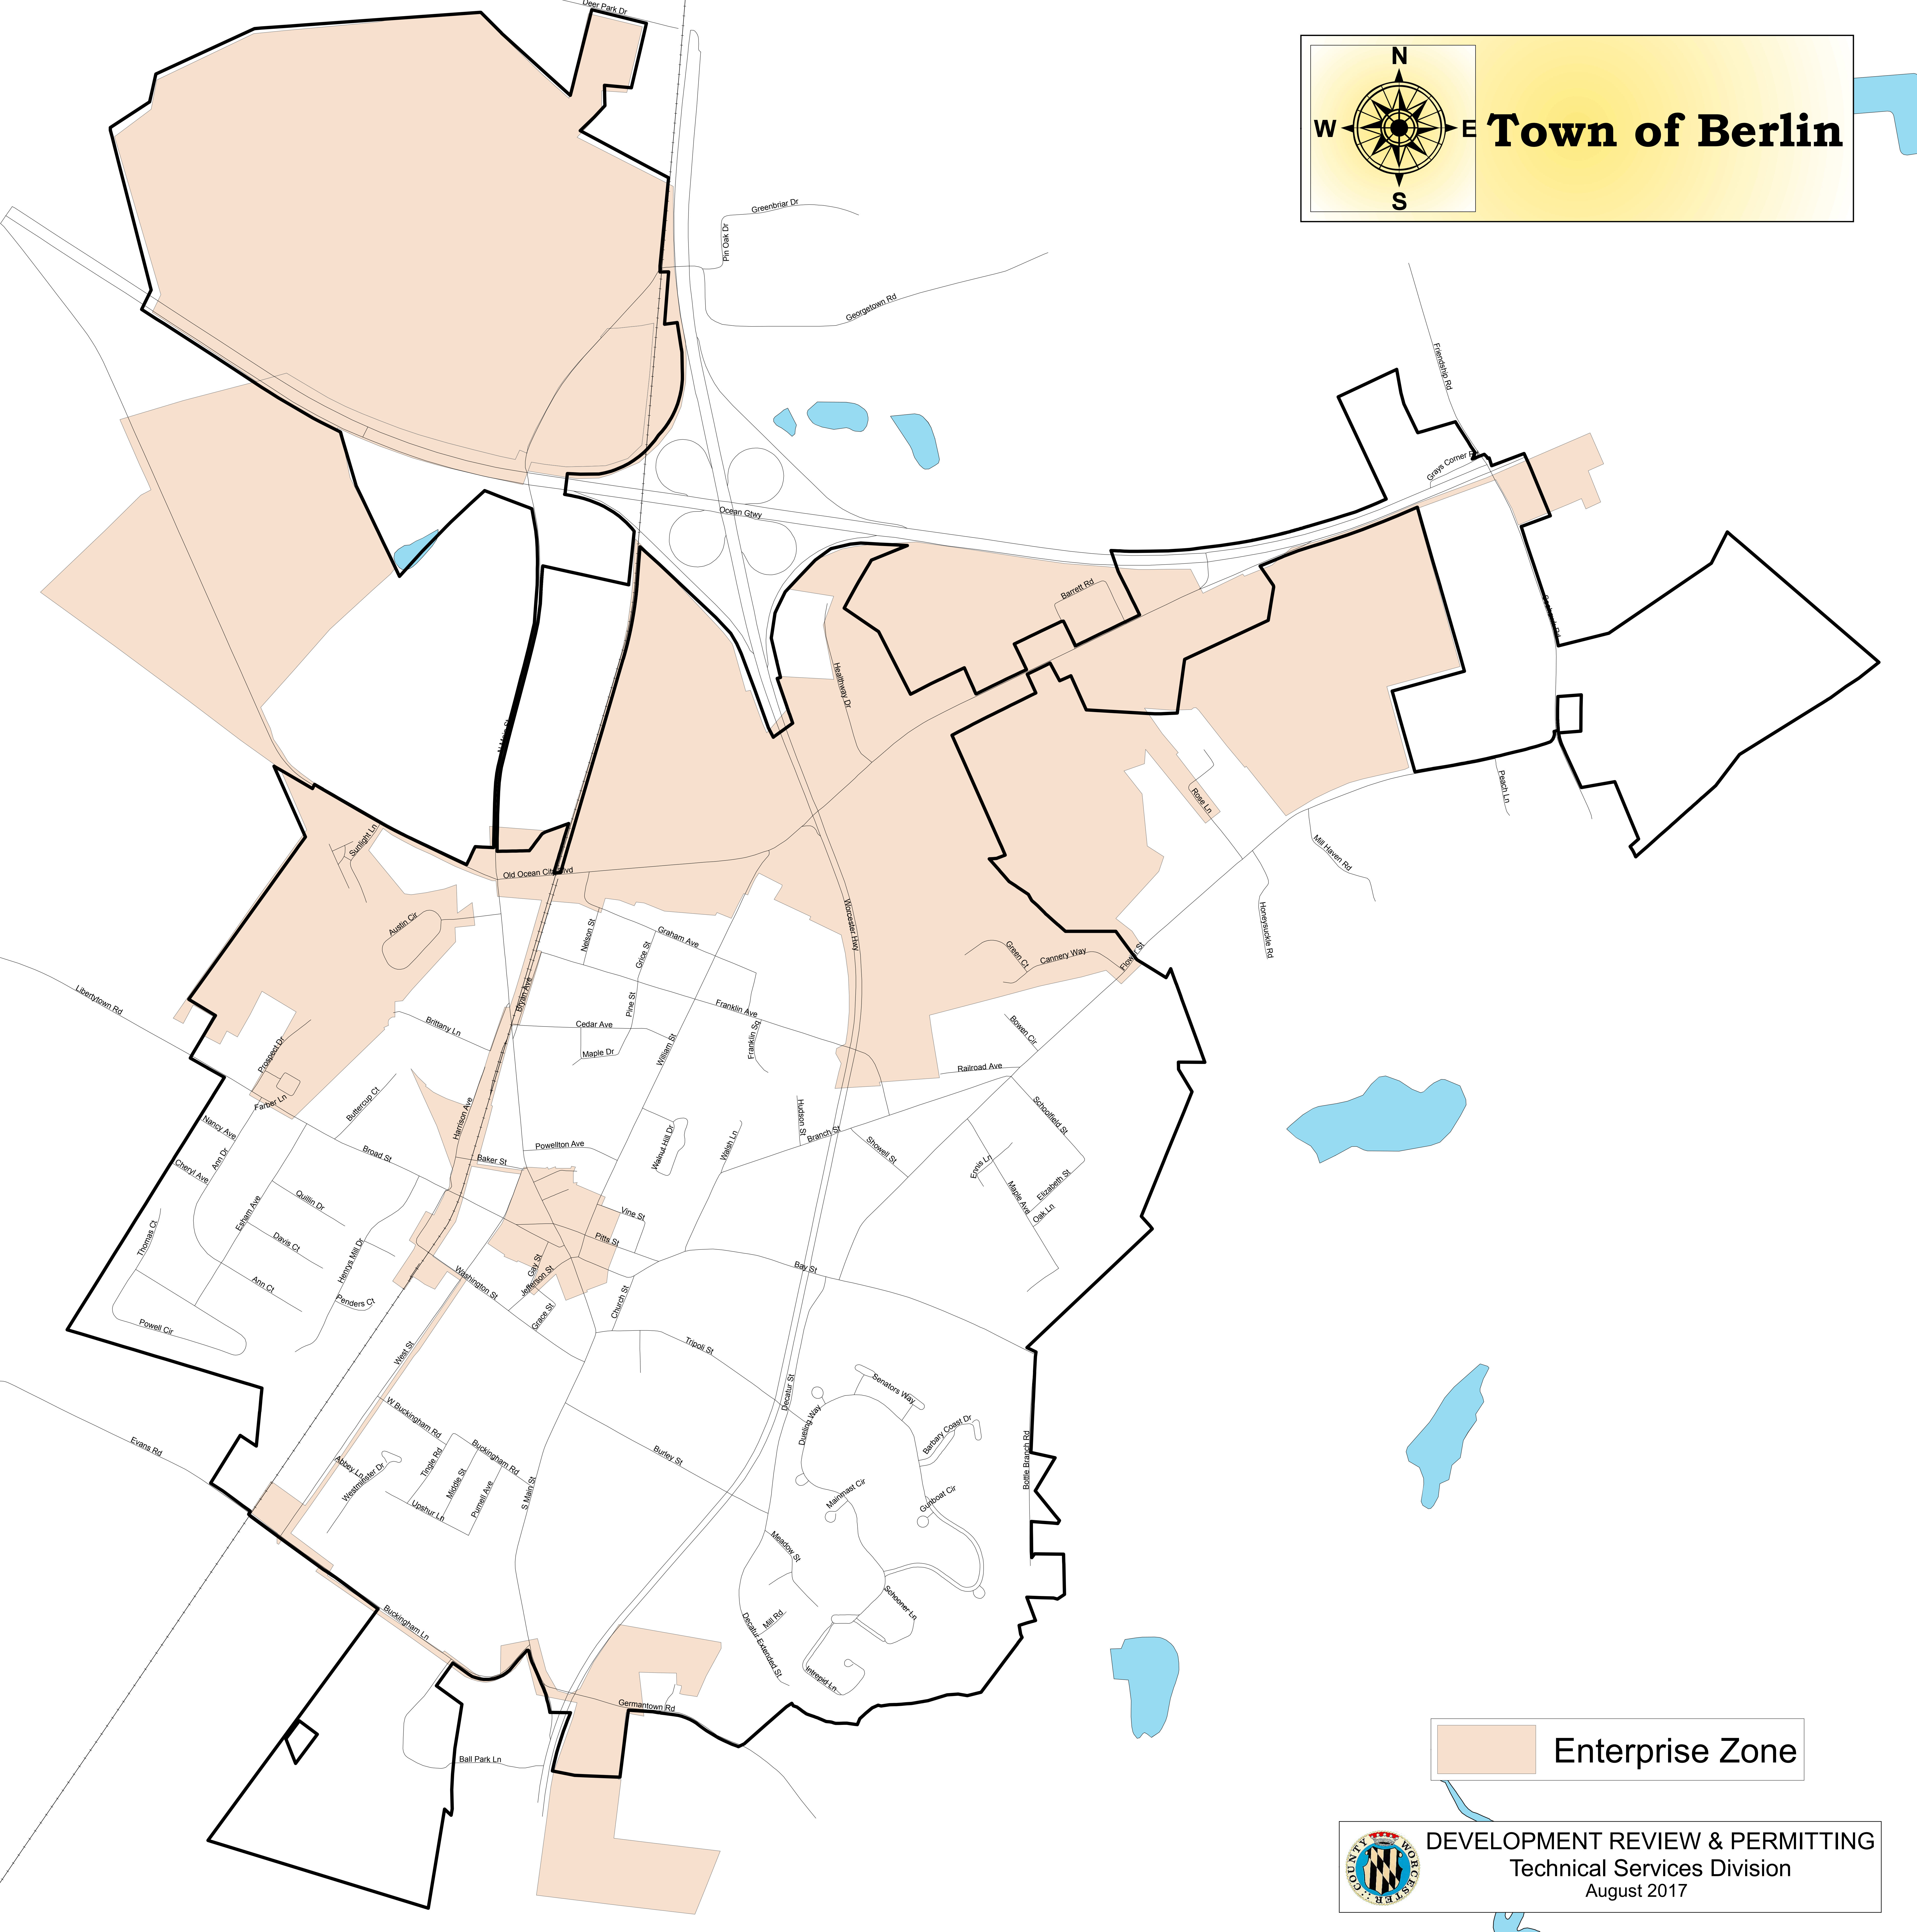 Deer Park Dr
N
W
E
S
Town of Berlin
Greenbriar Dr
Pin Oak Dr
Georgetown Rd
Friendship Rd
Grays Corner R
Ocean Gtwy
Barrett Rd
Healthway Dr
Peach Ln
Rose Ln
Mill Haven Rd
Sunlight Ln
Old Ocean City Blvd
Worcester Hwy
Honeysuckle Rd
Austin Cir
Nelson St
Graham Ave
Grice St
Green Ct
Cannery Way
Flower St
Libertytown Rd
Bryan Ave
Pine St
Franklin Ave
Brittany Ln
Cedar Ave
Franklin Sq
Bowen Cir
Prospect Dr
Maple Dr
William St
Railroad Ave
Farber Ln
Buttercup Ct
Harrison Ave
Hudson St
Schoolfield St
Nancy Ave
Ann Dr
Broad St
Baker St
Powellton Ave
Walnut Hill Dr
Walsh Ln
Branch St
Showell St
Cheryl Ave
Ennis Ln
Maple Ave
Elizabeth St
Oak Ln
Quillin Dr
Esham Ave
Vine St
Thomas Ct
Davis Ct
Henrys Mill Dr
Pitts St
Gay St
Jefferson St
Bay St
Ann Ct
Washington St
Penders Ct
Grace St
Church St
Powell Cir
West St
Tripoli St
Decatur St
Senators Way
Dueling Way
Barbary Coast Dr
W Buckingham Rd
Buckingham Rd
Evans Rd
Abbey Ln
Westminster Dr
Tingle Rd
Middle St
Purnell Ave
Upshur Ln
S Main St
Burley St
Mainmast Cir
Gunboat Cir
Bottle Branch Rd
Meadow St
Schooner Ln
Mill Rd
Decatur Extended St
Intrepid Ln
Buckingham Ln
Germantown Rd
Ball Park Ln
Enterprise Zone
COUNTY WORCESTER
DEVELOPMENT REVIEW & PERMITTING
Technical Services Division
August 2017